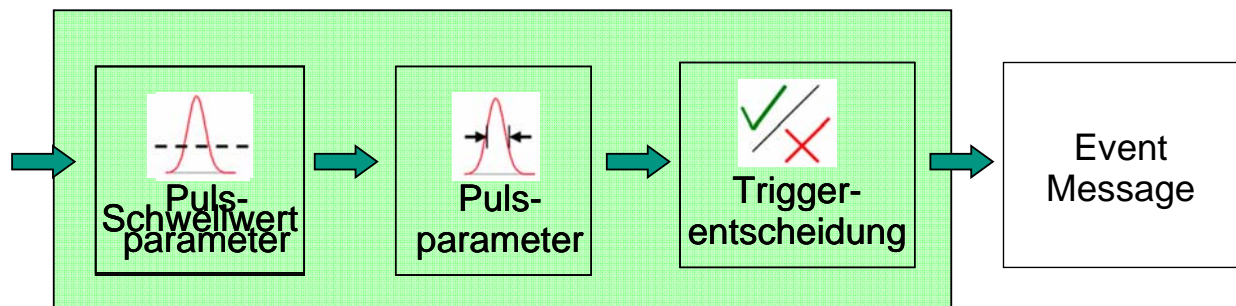 Puls-
Schwellwert
parameter
Puls-
parameter
Trigger-
entscheidung
Event
Message